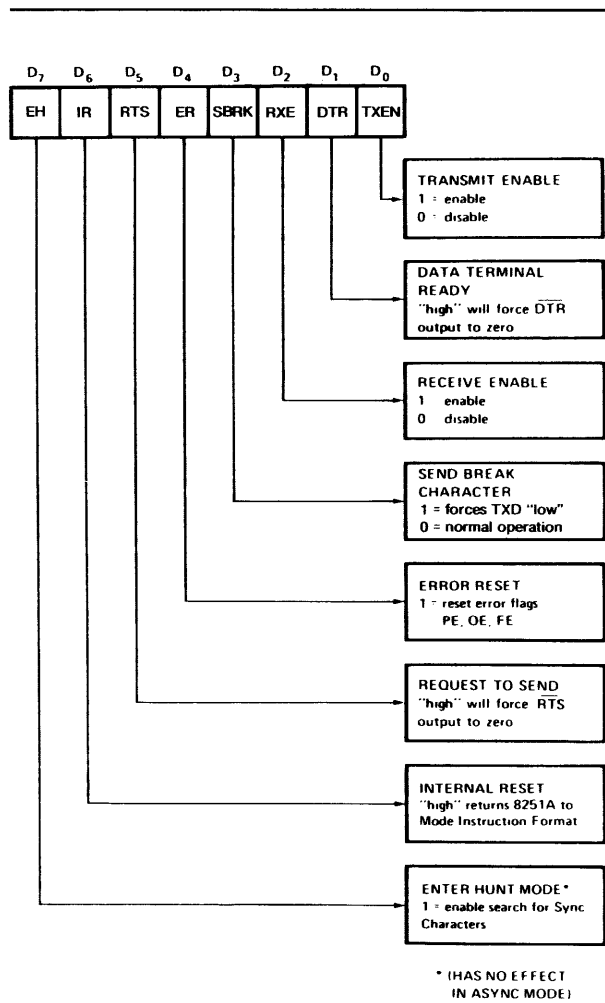 D7 D6 D5 D4 D3 D2 D1 D0
EH IR RTS ER SBRK RXE DTR TXEN
TRANSMIT ENABLE
1 = enable
0 = disable
DATA TERMINAL
READY
"high" will force D̅T̅R̅
output to zero
RECEIVE ENABLE
1 enable
0 disable
SEND BREAK
CHARACTER
1 = forces TXD "low"
0 = normal operation
ERROR RESET
1 = reset error flags
PE, OE, FE
REQUEST TO SEND
"high" will force R̅T̅S̅
output to zero
INTERNAL RESET
"high" returns 8251A to
Mode Instruction Format
ENTER HUNT MODE*
1 = enable search for Sync
Characters
* (HAS NO EFFECT
IN ASYNC MODE)